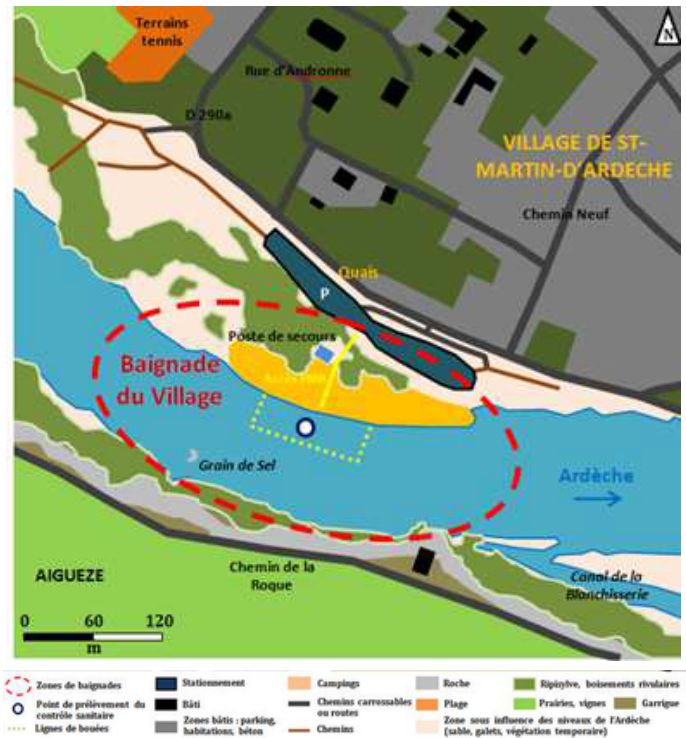 Terrains
tennis
N
Rue d'Andronne
D 290a
VILLAGE DE ST-
MARTIN-D'ARDECHE
Chemin Neuf
Quais
P
Poste de secours
Baignade
du Village
Grain de Sel
Ardèche
AIGUEZE
Chemin de la
Roque
Canal de la
Blanchisserie
0 60 120
m
Zones de baignades
Stationnement
Campings
Roche
Ripisylve, boisements rivulaires
Point de prélèvement du
contrôle sanitaire
Bâti
Chemins carrossables
ou routes
Plage
Prairies, vignes
Garrigue
Lignes de bouées
Zones bâtis : parking,
habitations, béton
Chemins
Zone sous influence des niveaux de l'Ardèche
(sable, galets, végétation temporaire)